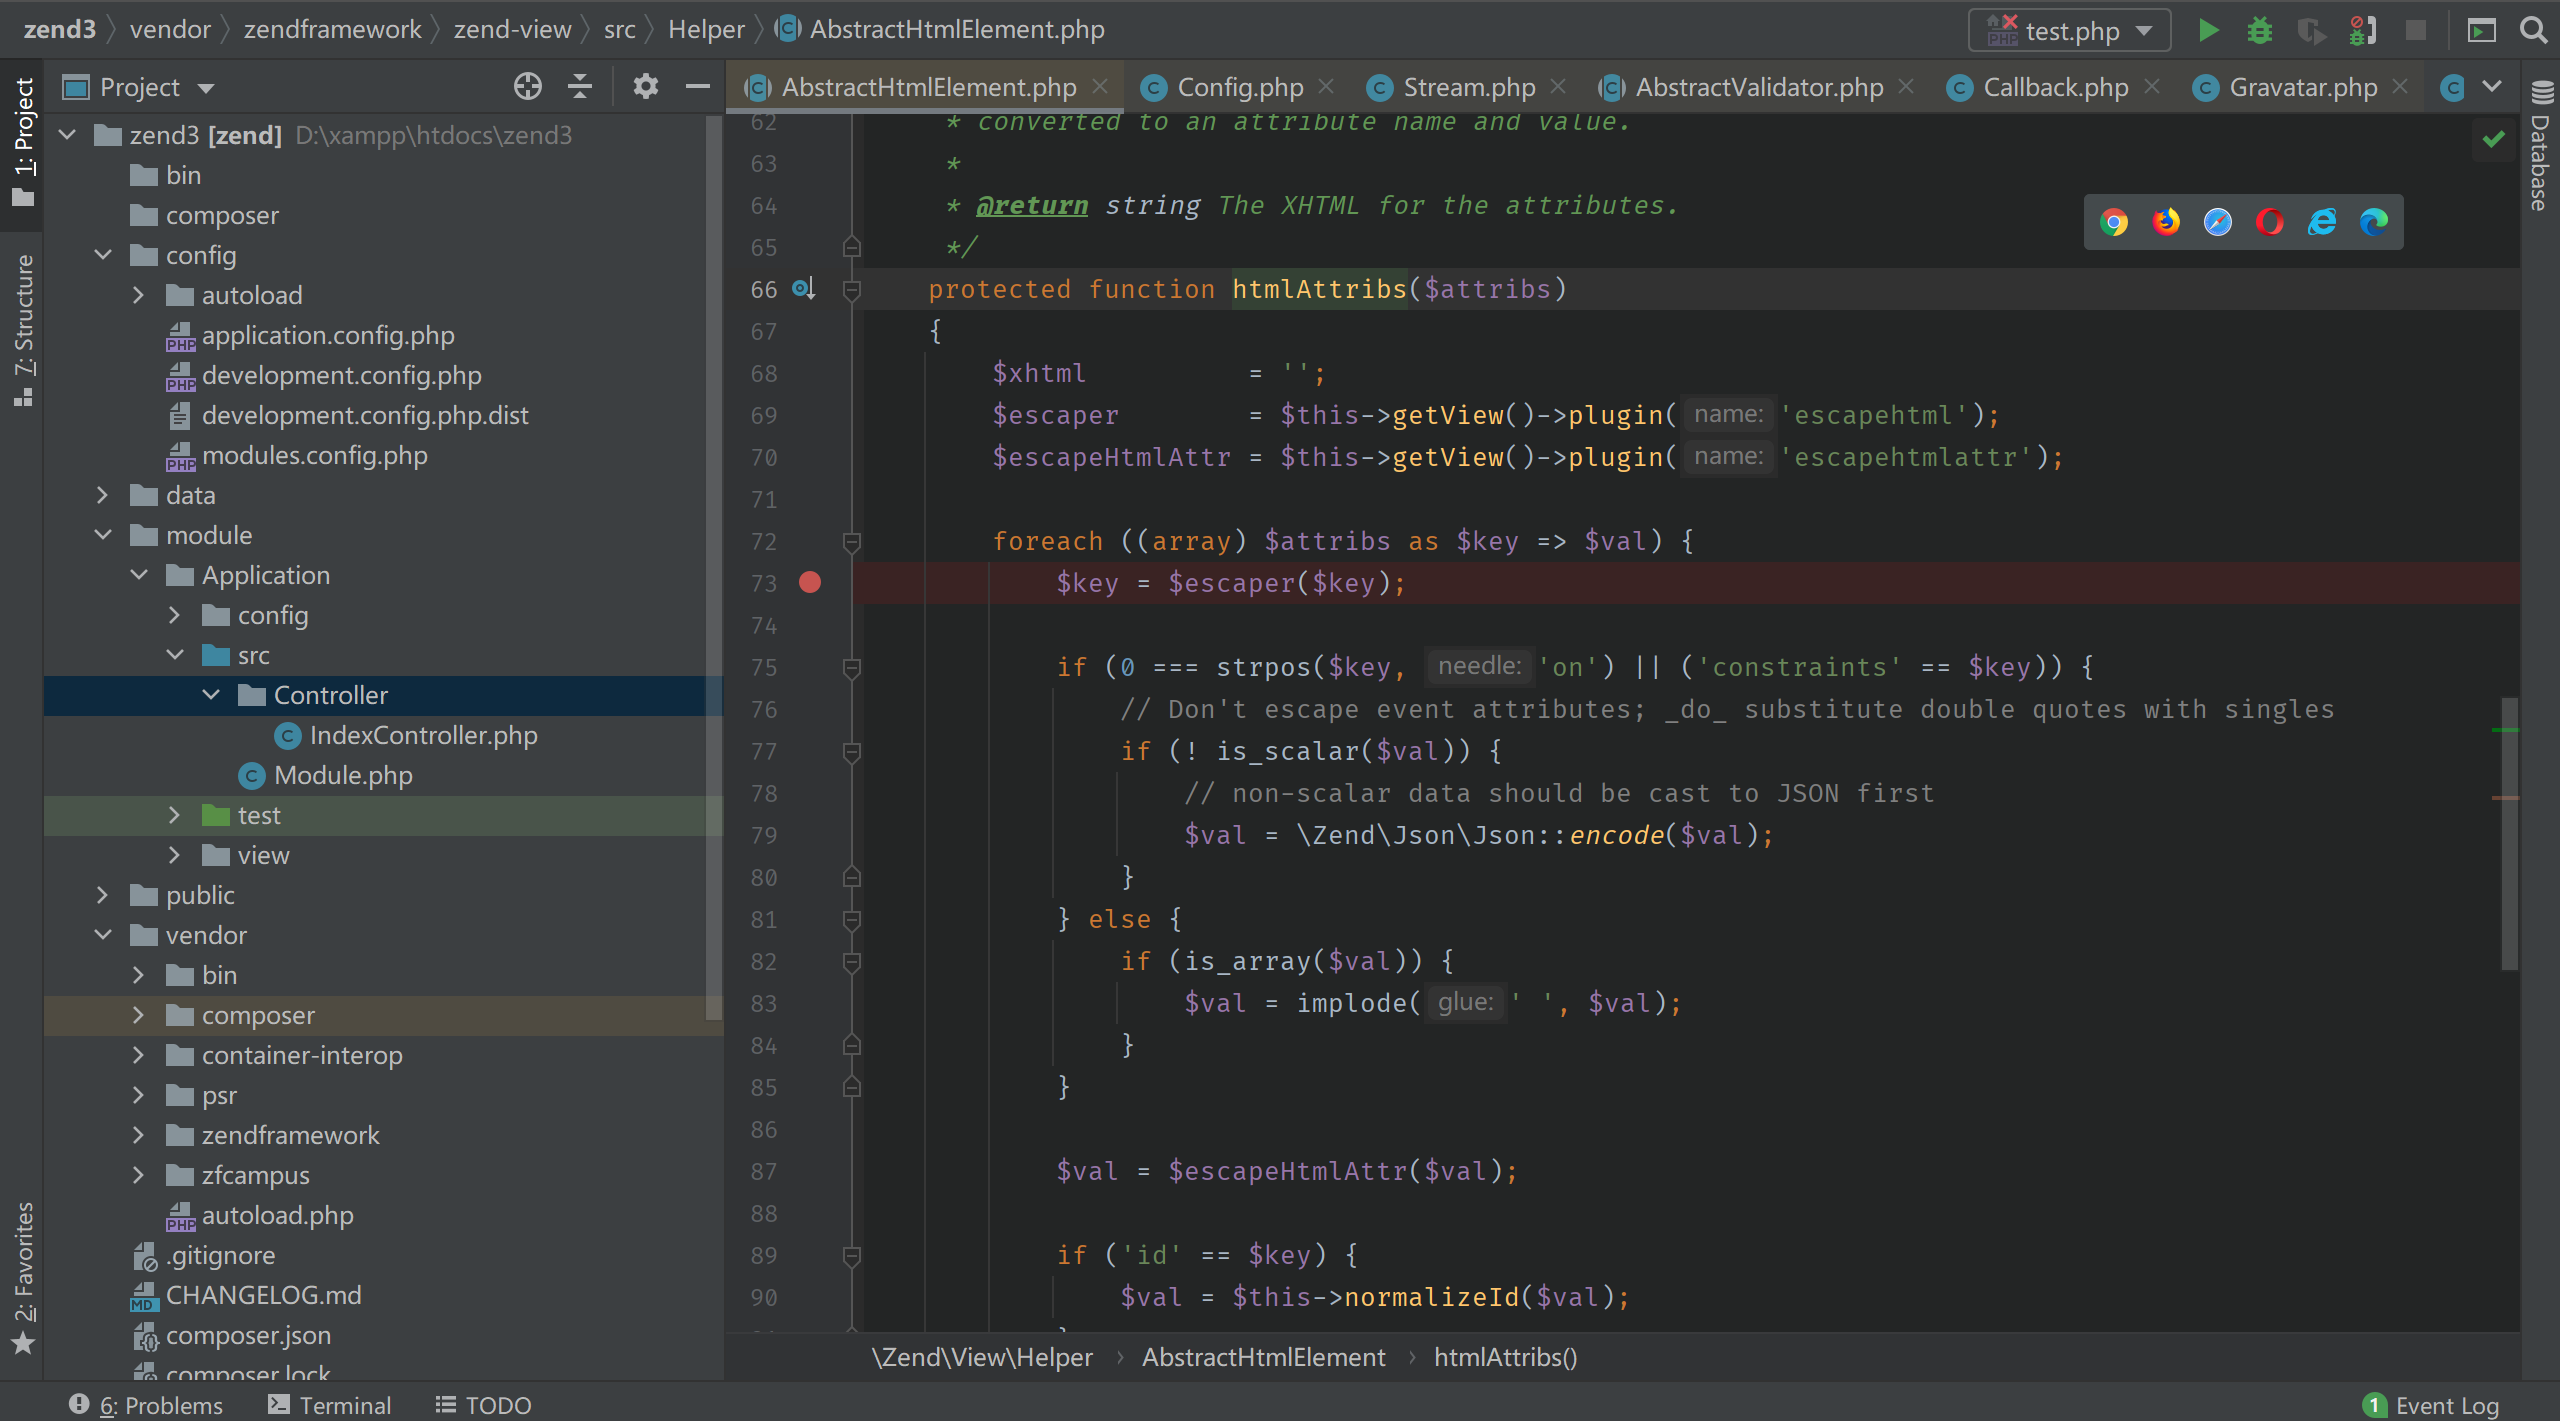 zend3 vendor zendframework zend-view src Helper AbstractHtmlElement.php
test.php
1: Project
7: Structure
2: Favorites
Project
zend3 [zend] D:\xampp\htdocs\zend3
bin
composer
config
autoload
application.config.php
development.config.php
development.config.php.dist
modules.config.php
data
module
Application
config
src
Controller
IndexController.php
Module.php
test
view
public
vendor
bin
composer
container-interop
psr
zendframework
zfcampus
autoload.php
.gitignore
CHANGELOG.md
composer.json
composer.lock
AbstractHtmlElement.php Config.php Stream.php AbstractValidator.php Callback.php Gravatar.php
62 * converted to an attribute name and value.
63 *
64 * @return string The XHTML for the attributes.
65 */
66 protected function htmlAttribs($attribs)
67 {
68 $xhtml = '';
69 $escaper = $this->getView()->plugin( name: 'escapehtml');
70 $escapeHtmlAttr = $this->getView()->plugin( name: 'escapehtmlattr');
71
72 foreach ((array) $attribs as $key => $val) {
73 $key = $escaper($key);
74
75 if (0 === strpos($key, needle: 'on') || ('constraints' == $key)) {
76 // Don't escape event attributes; _do_ substitute double quotes with singles
77 if (! is_scalar($val)) {
78 // non-scalar data should be cast to JSON first
79 $val = \Zend\Json\Json::encode($val);
80 }
81 } else {
82 if (is_array($val)) {
83 $val = implode( glue: ' ', $val);
84 }
85 }
86
87 $val = $escapeHtmlAttr($val);
88
89 if ('id' == $key) {
90 $val = $this->normalizeId($val);
\Zend\View\Helper AbstractHtmlElement htmlAttribs()
Database
6: Problems Terminal TODO
1 Event Log